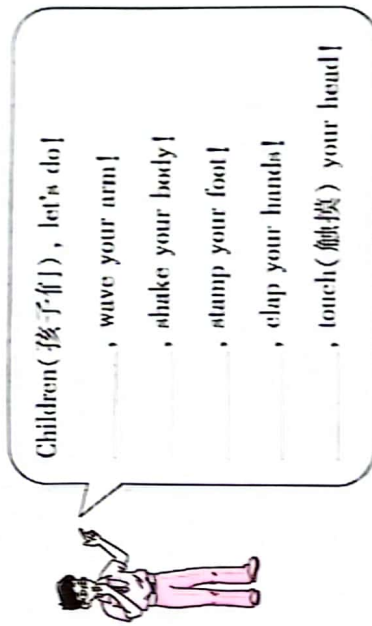 Children(孩子们), let's do!
, wave your arm!
, shake your body!
, stamp your foot!
, clap your hands!
, touch(触摸) your head!